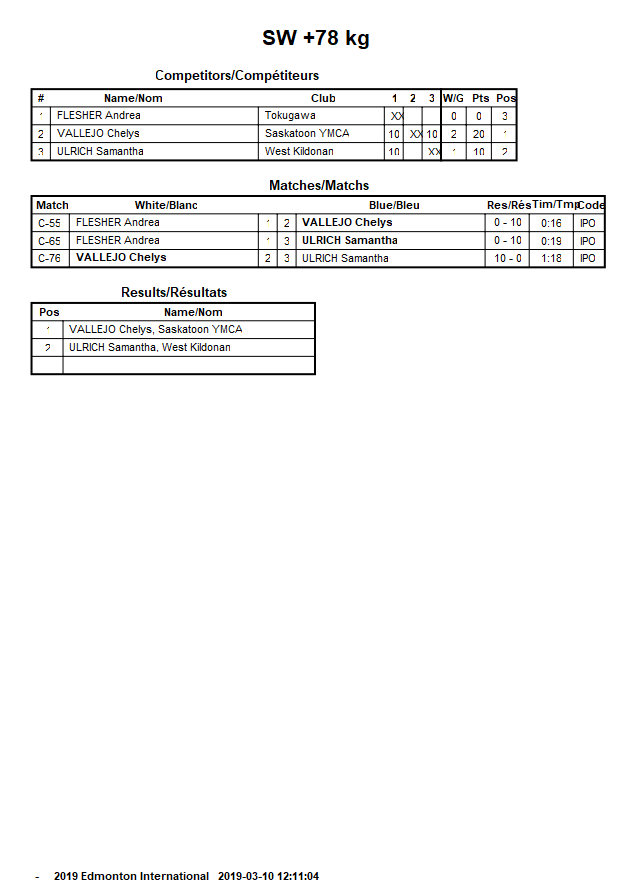 SW +78 kg
Competitors/Compétiteurs
# Name/Nom Club 1 2 3 W/G Pts Pos
1 FLESHER Andrea Tokugawa XX 0 0 3
2 VALLEJO Chelys Saskatoon YMCA 10 XX 10 2 20 1
3 ULRICH Samantha West Kildonan 10 XX 1 10 2
Matches/Matchs
Match White/Blanc Blue/Bleu Res/Rés Tim/Tmp Code
C-55 FLESHER Andrea 1 2 VALLEJO Chelys 0 - 10 0:16 IPO
C-65 FLESHER Andrea 1 3 ULRICH Samantha 0 - 10 0:19 IPO
C-76 VALLEJO Chelys 2 3 ULRICH Samantha 10 - 0 1:18 IPO
Results/Résultats
Pos Name/Nom
1 VALLEJO Chelys, Saskatoon YMCA
2 ULRICH Samantha, West Kildonan
- 2019 Edmonton International 2019-03-10 12:11:04